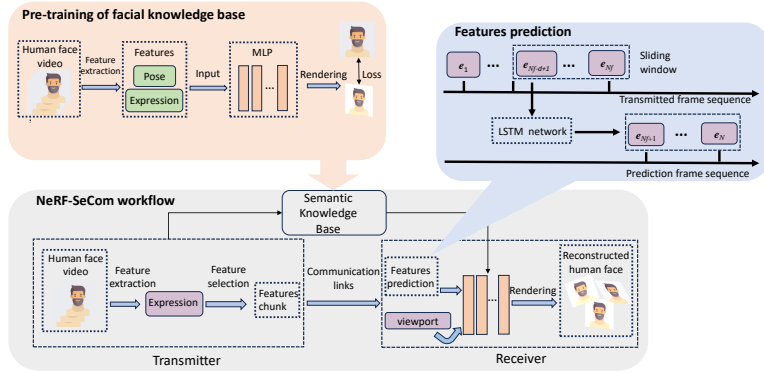 Pre-training of facial knowledge base
Human face
video
Feature
extraction
Features
Pose
Expression
Input
MLP
...
Rendering
Loss
Features prediction
e1
...
eNf-d+1
...
eNf
Sliding
window
Transmitted frame sequence
LSTM network
eNf+1
...
eN
Prediction frame sequence
NeRF-SeCom workflow
Semantic
Knowledge
Base
Human face
video
Feature
extraction
Expression
Feature
selection
Features
chunk
Communication
links
Features
prediction
viewport
...
Rendering
Reconstructed
human face
Transmitter
Receiver